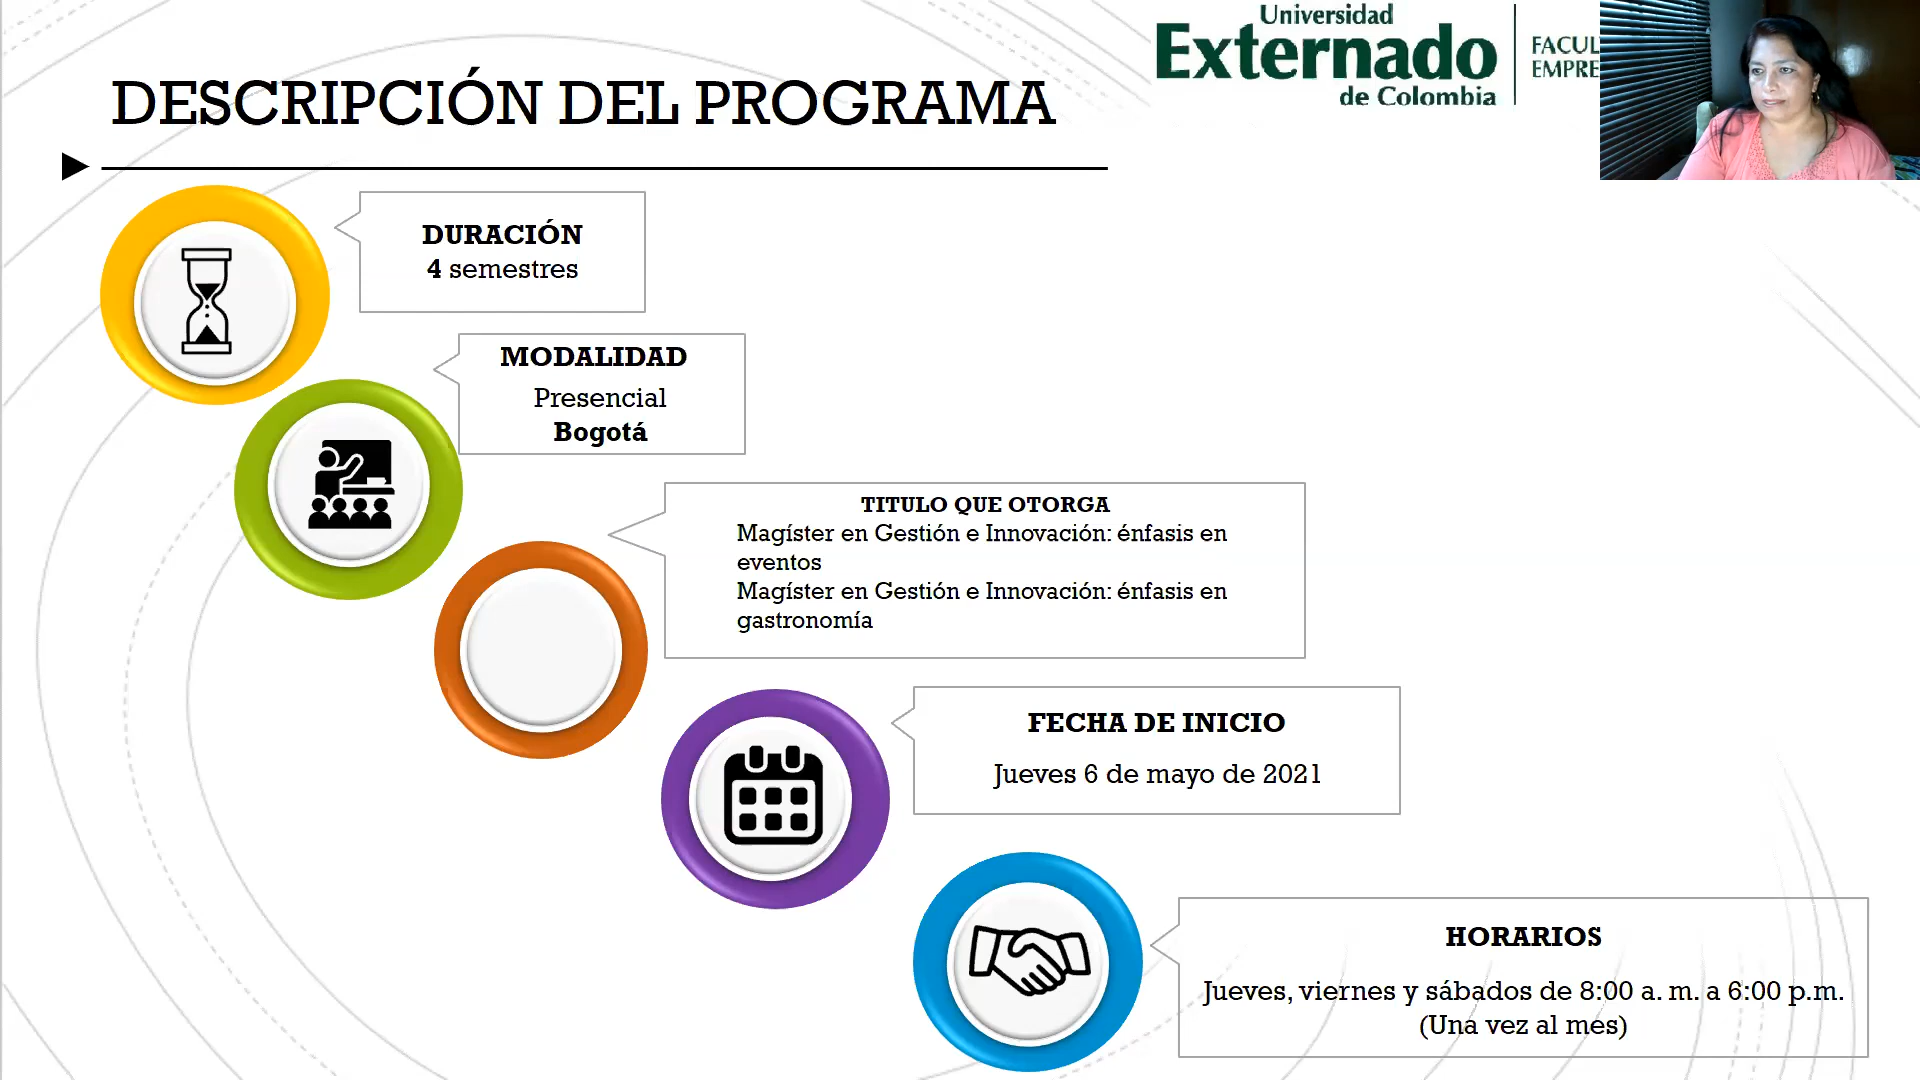 Universidad
Externado
de Colombia
DESCRIPCIÓN DEL PROGRAMA
DURACIÓN
4 semestres
MODALIDAD
Presencial
Bogotá
TITULO QUE OTORGA
Magíster en Gestión e Innovación: énfasis en
eventos
Magíster en Gestión e Innovación: énfasis en
gastronomía
FECHA DE INICIO
Jueves 6 de mayo de 2021
HORARIOS
Jueves, viernes y sábados de 8:00 a. m. a 6:00 p.m.
(Una vez al mes)